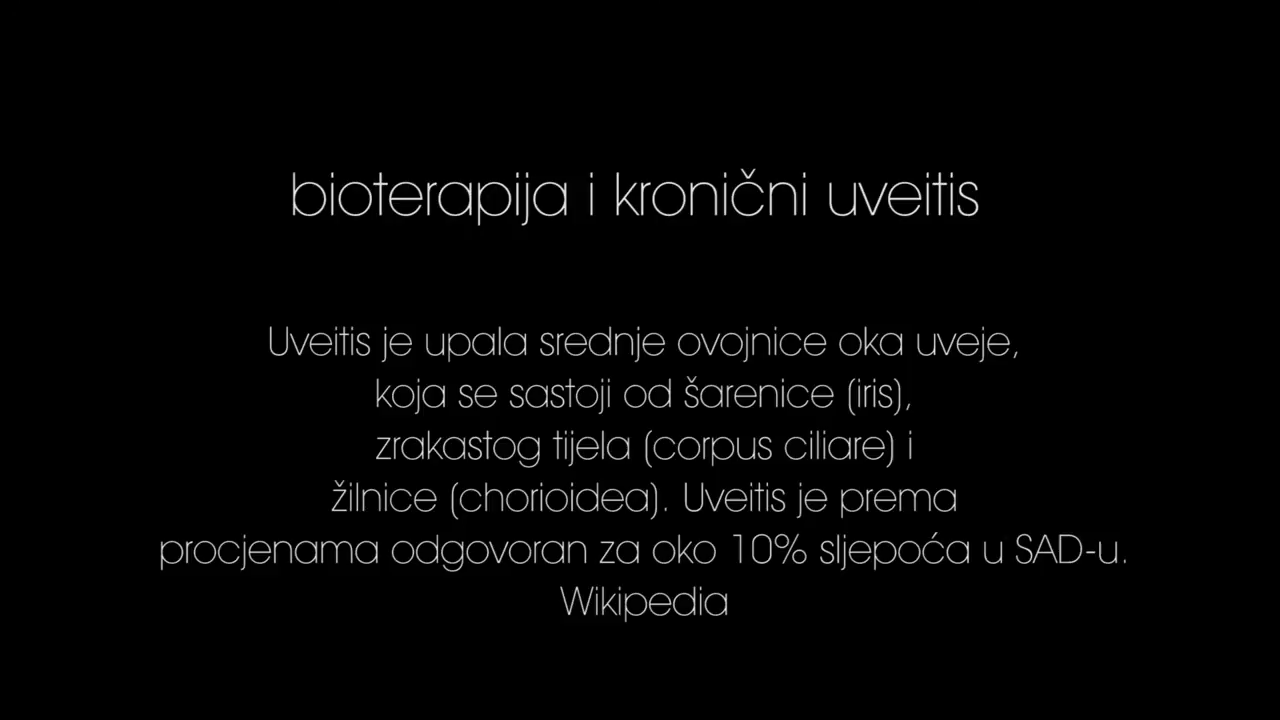 bioterapija i kronični uveitis
Uveitis je upala srednje ovojnice oka uveje,
koja se sastoji od šarenice (iris),
zrakastog tijela (corpus ciliare) i
žilnice (chorioidea). Uveitis je prema
procjenama odgovoran za oko 10% sljepoća u SAD-u.
Wikipedia